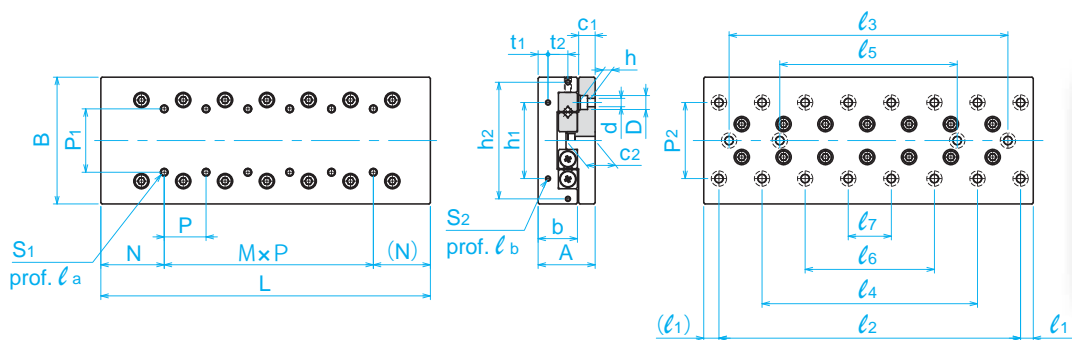 B
P1
S1
prof. ℓa
P
N
M×P
(N)
L
t1
t2
c1
h
h2
h1
d
D
c2
S2
prof. ℓb
b
A
ℓ3
ℓ5
P2
ℓ7
ℓ6
ℓ4
(ℓ1)
ℓ2
ℓ1